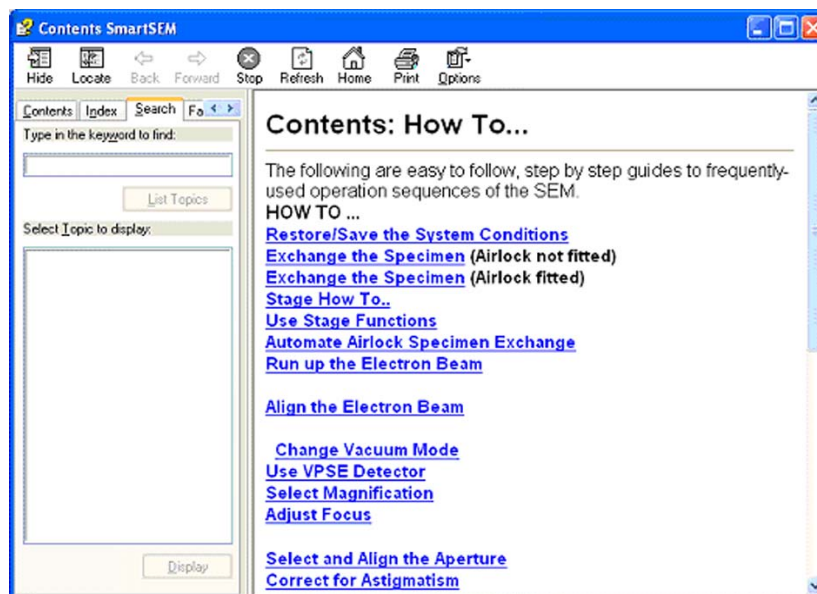 Contents SmartSEM
Hide Locate Back Forward Stop Refresh Home Print Options
Contents Index Search Fa
Type in the keyword to find:
List Topics
Select Topic to display:
Display
Contents: How To...
The following are easy to follow, step by step guides to frequently-
used operation sequences of the SEM.
HOW TO ...
Restore/Save the System Conditions
Exchange the Specimen (Airlock not fitted)
Exchange the Specimen (Airlock fitted)
Stage How To..
Use Stage Functions
Automate Airlock Specimen Exchange
Run up the Electron Beam
Align the Electron Beam
Change Vacuum Mode
Use VPSE Detector
Select Magnification
Adjust Focus
Select and Align the Aperture
Correct for Astigmatism